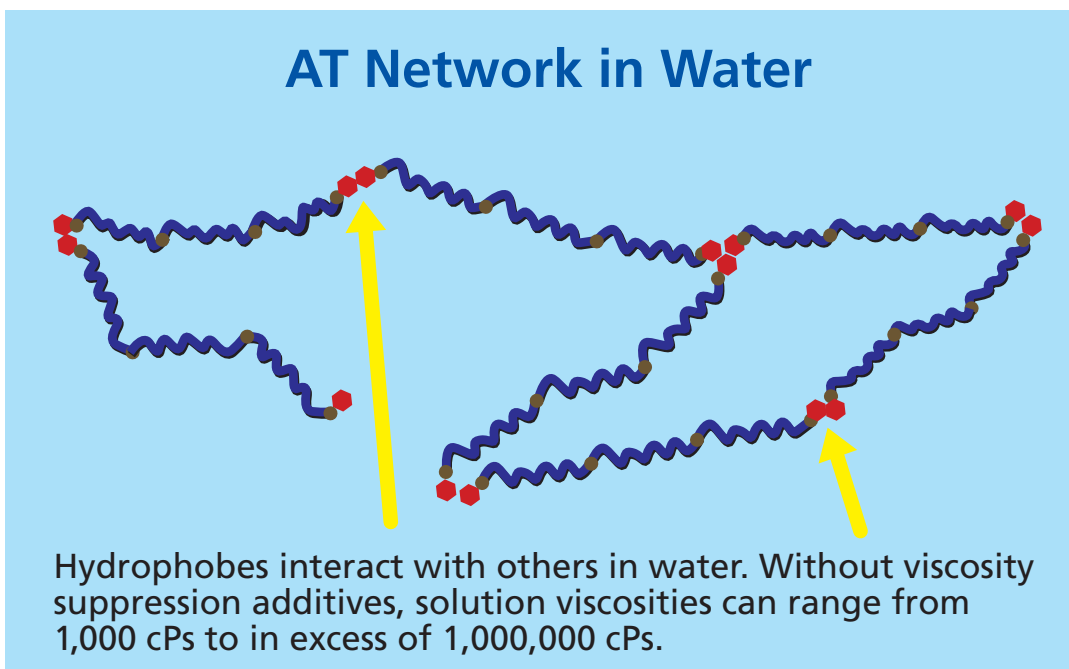 AT Network in Water
Hydrophobes interact with others in water. Without viscosity
suppression additives, solution viscosities can range from
1,000 cPs to in excess of 1,000,000 cPs.